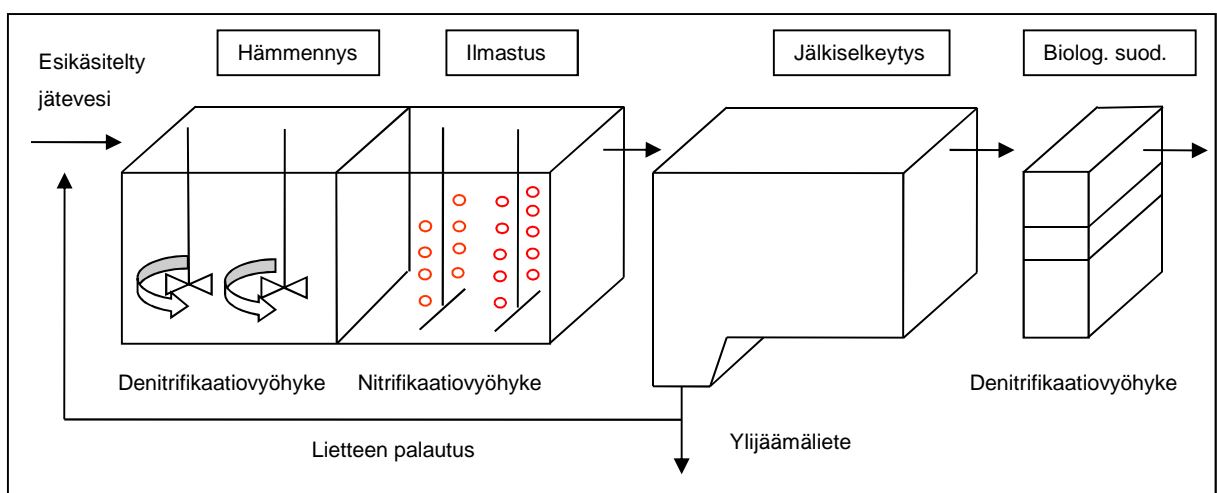 Esikäsitelty
jätevesi
Hämmennys
Ilmastus
Jälkiselkeytys
Biolog. suod.
Denitrifikaatiovyöhyke
Nitrifikaatiovyöhyke
Denitrifikaatiovyöhyke
Lietteen palautus
Ylijäämäliete